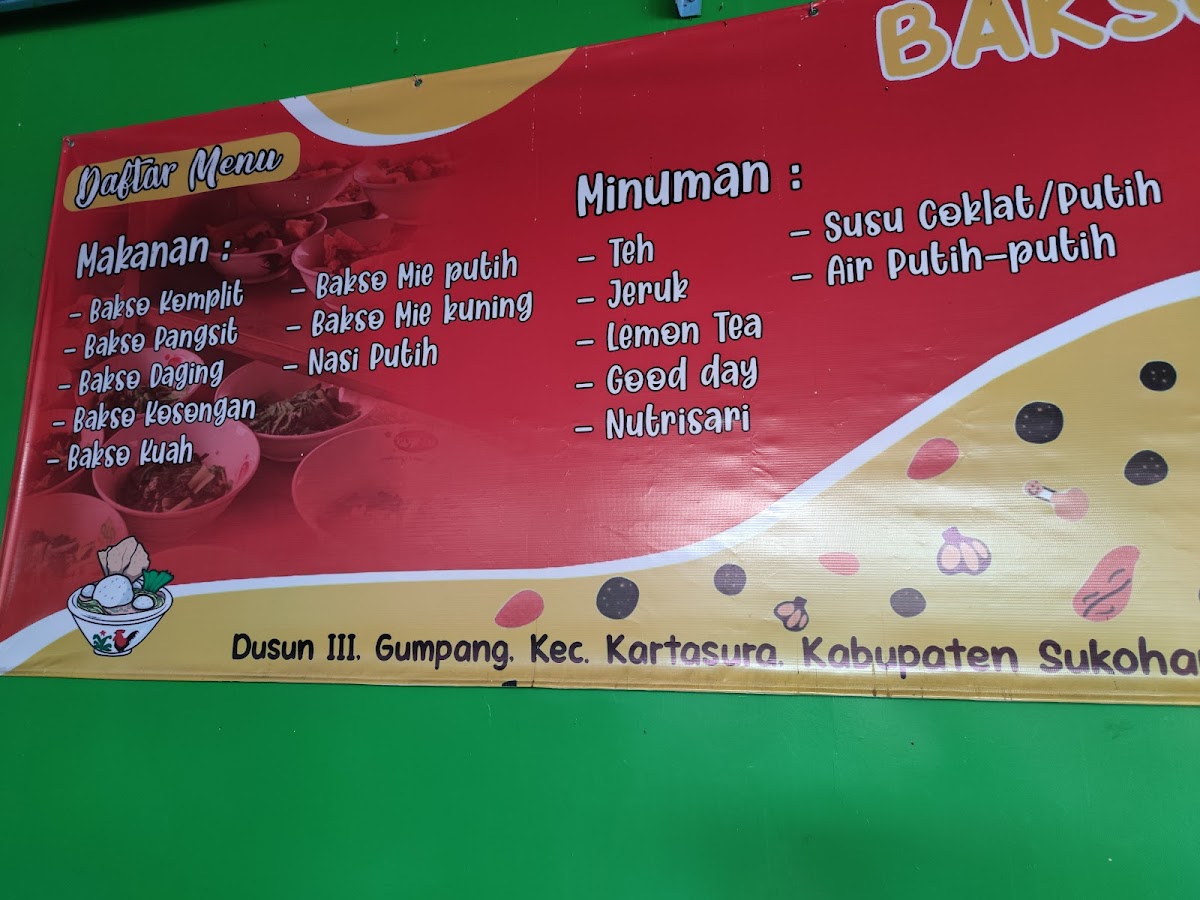 BAKSO
Daftar Menu
Makanan :
- Bakso Komplit
- Bakso Pangsit
- Bakso Daging
- Bakso Kosongan
- Bakso Kuah
- Bakso Mie putih
- Bakso Mie kuning
- Nasi Putih
Minuman :
- Teh
- Jeruk
- Lemon Tea
- Good day
- Nutrisari
- Susu Coklat/Putih
- Air Putih-putih
Dusun III. Gumpang. Kec. Kartasura. Kabupaten Sukohar